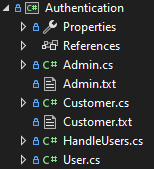 C# Authentication
Properties
References
C# Admin.cs
Admin.txt
C# Customer.cs
Customer.txt
C# HandleUsers.cs
C# User.cs